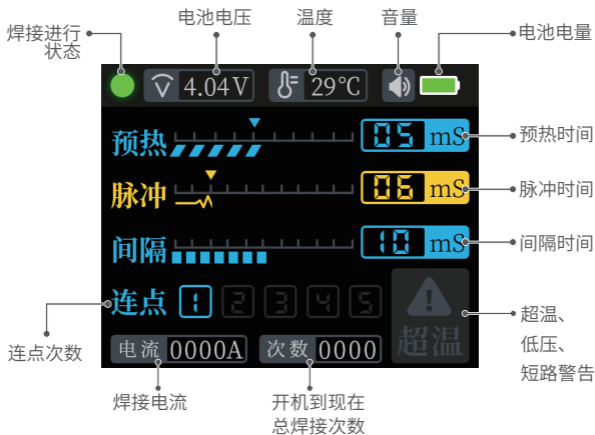 电池电压
温度
音量
焊接进行
状态
电池电量
4.04V
29℃
预热
05
mS
预热时间
脉冲
06
mS
脉冲时间
间隔
10
mS
间隔时间
连点
1
2
3
4
5
超温
超温、
低压、
短路警告
连点次数
电流
0000A
次数
0000
焊接电流
开机到现在
总焊接次数